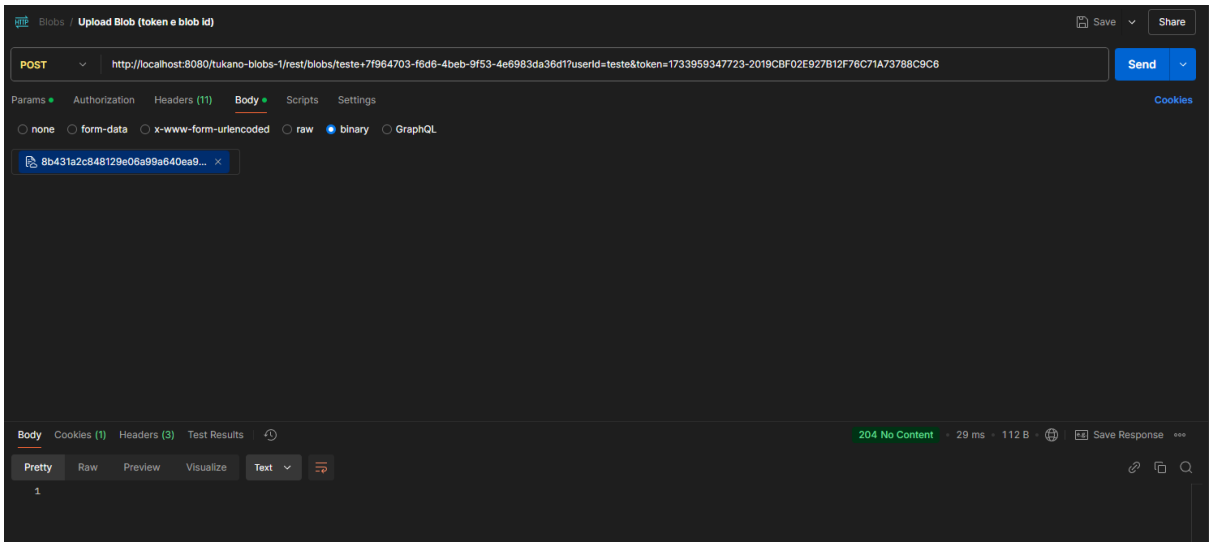 HTTP Blobs / Upload Blob (token e blob id) Save Share
POST http://localhost:8080/tukano-blobs-1/rest/blobs/teste+7f964703-f6d6-4beb-9f53-4e6983da36d1?userId=teste&token=1733959347723-2019CBF02E927B12F76C71A73788C9C6 Send
Params Authorization Headers (11) Body Scripts Settings Cookies
none form-data x-www-form-urlencoded raw binary GraphQL
8b431a2c848129e06a99a640ea9... ×
Body Cookies (1) Headers (3) Test Results 204 No Content 29 ms 112 B Save Response
Pretty Raw Preview Visualize Text
1